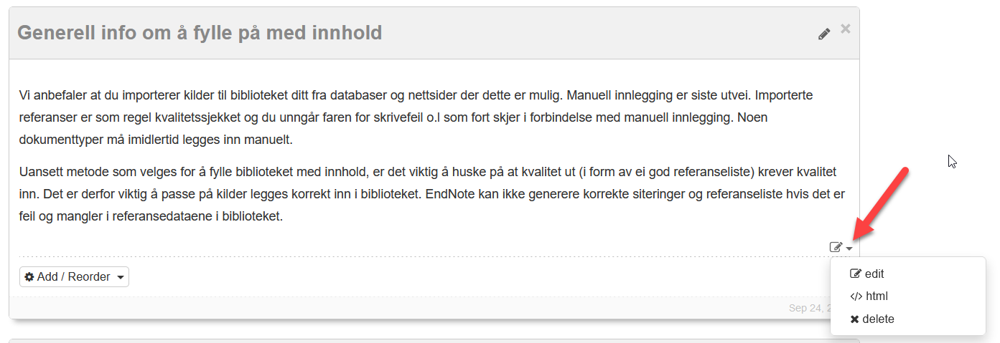 Generell info om å fylle på med innhold
Vi anbefaler at du importerer kilder til biblioteket ditt fra databaser og nettsider der dette er mulig. Manuell innlegging er siste utvei. Importerte
referanser er som regel kvalitetssjekket og du unngår faren for skrivefeil o.l som fort skjer i forbindelse med manuell innlegging. Noen
dokumenttyper må imidlertid legges inn manuelt.
Uansett metode som velges for å fylle biblioteket med innhold, er det viktig å huske på at kvalitet ut (i form av ei god referanseliste) krever kvalitet
inn. Det er derfor viktig å passe på kilder legges korrekt inn i biblioteket. EndNote kan ikke generere korrekte siteringer og referanseliste hvis det er
feil og mangler i referansedataene i biblioteket.
Add / Reorder
edit
html
delete
Sep 24,